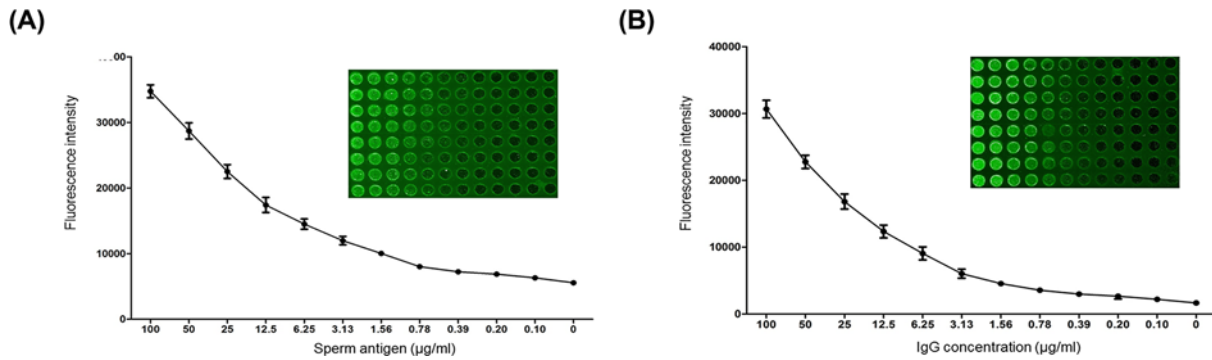 (A)
Fluorescence intensity
00
30000
20000
10000
0
100 50 25 12.5 6.25 3.13 1.56 0.78 0.39 0.20 0.10 0
Sperm antigen (µg/ml)
(B)
Fluorescence intensity
40000
30000
20000
10000
0
100 50 25 12.5 6.25 3.13 1.56 0.78 0.39 0.20 0.10 0
IgG concentration (µg/ml)